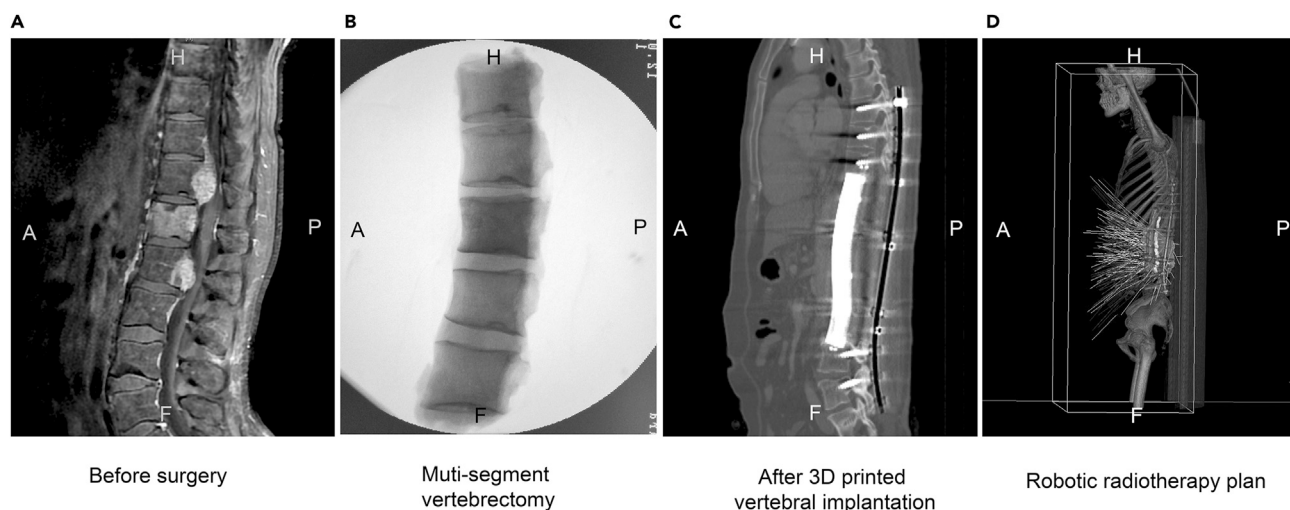 A
B
C
D
H
A
P
F
H
A
P
F
H
A
P
F
H
A
P
F
Before surgery
Muti-segment
vertebrectomy
After 3D printed
vertebral implantation
Robotic radiotherapy plan